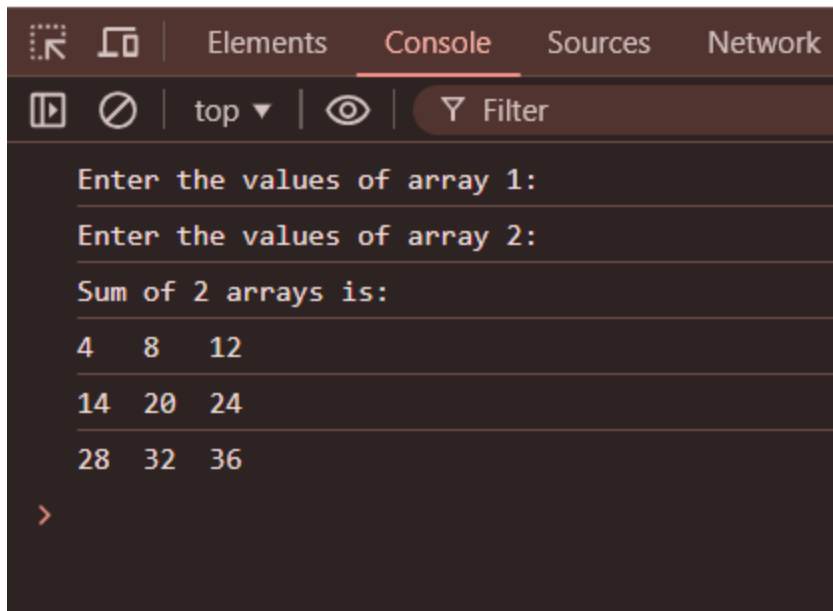 Elements Console Sources Network
top Filter
Enter the values of array 1:
Enter the values of array 2:
Sum of 2 arrays is:
4 8 12
14 20 24
28 32 36